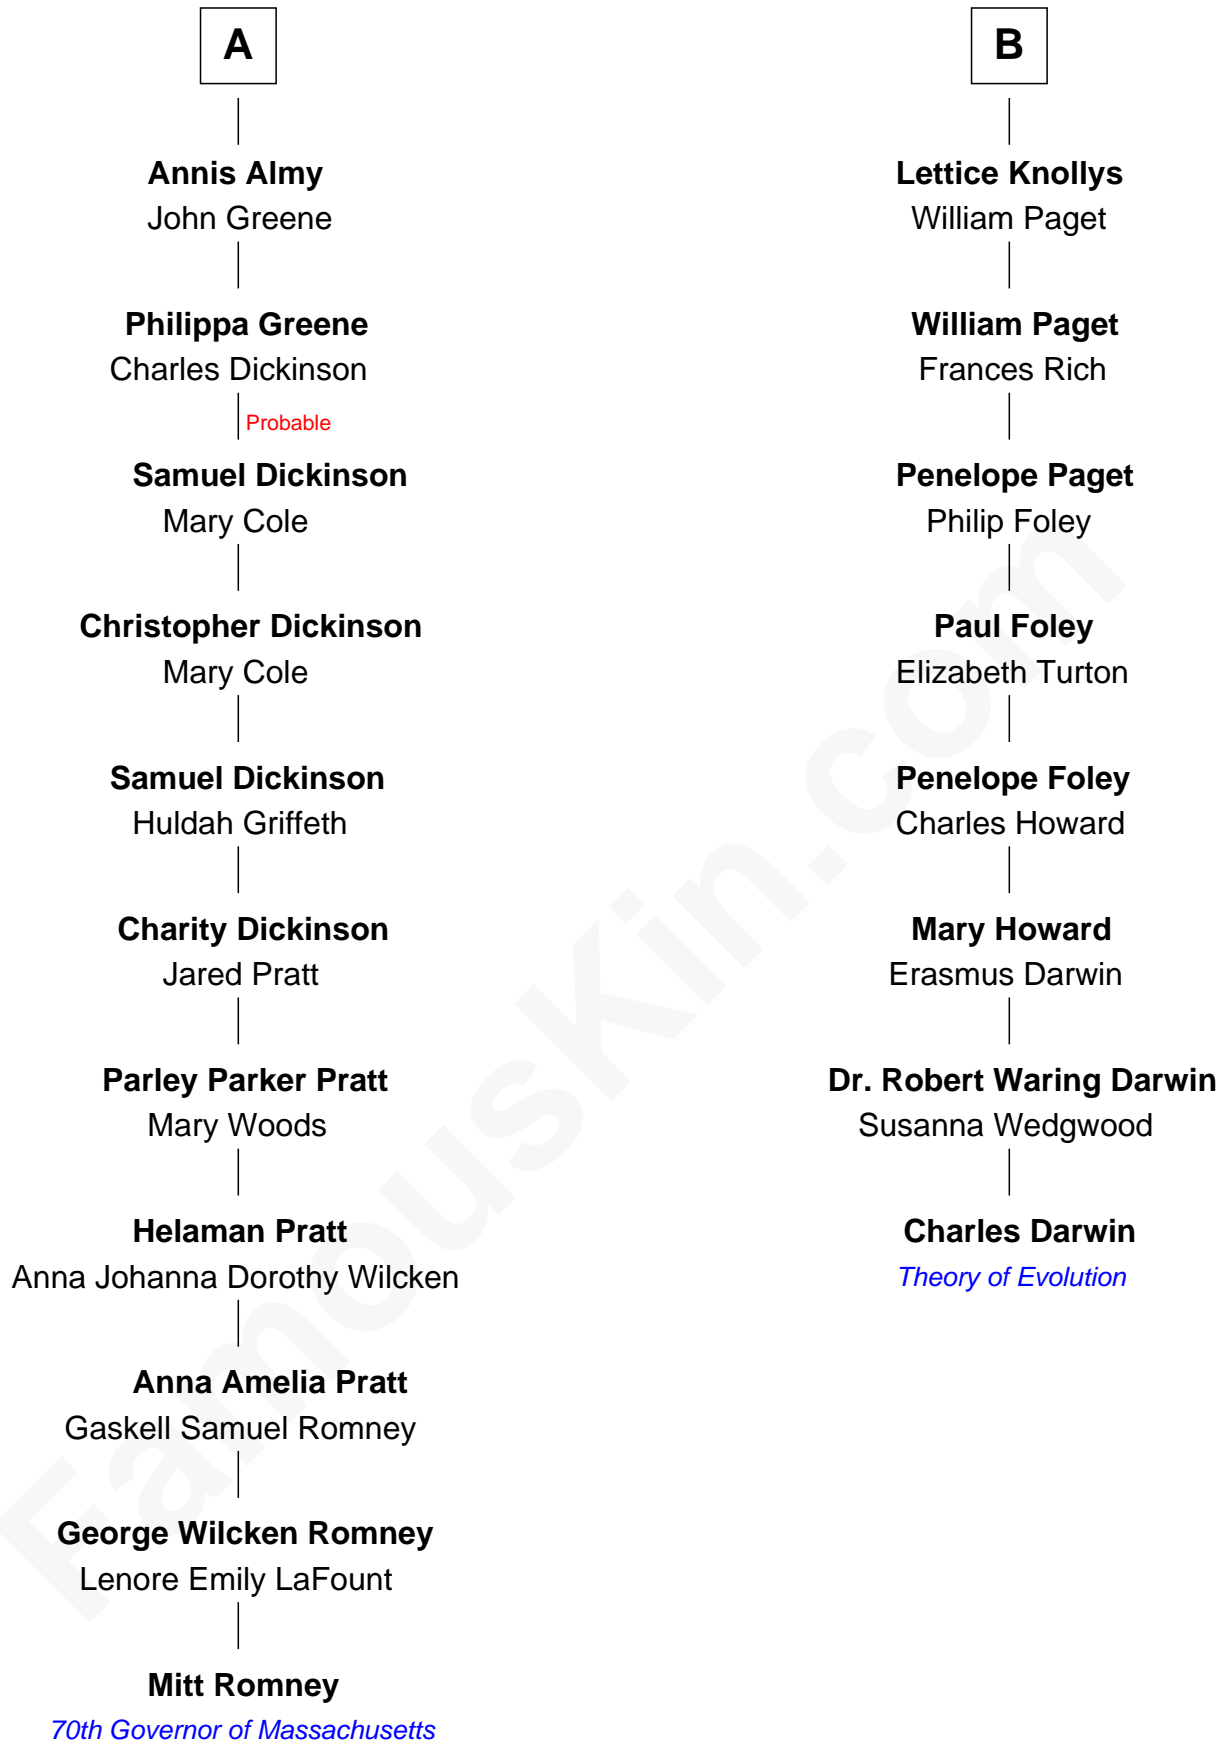 A
Annis Almy
John Greene
Philippa Greene
Charles Dickinson
Probable
Samuel Dickinson
Mary Cole
Christopher Dickinson
Mary Cole
Samuel Dickinson
Huldah Griffeth
Charity Dickinson
Jared Pratt
Parley Parker Pratt
Mary Woods
Helaman Pratt
Anna Johanna Dorothy Wilcken
Anna Amelia Pratt
Gaskell Samuel Romney
George Wilcken Romney
Lenore Emily LaFount
Mitt Romney
70th Governor of Massachusetts
B
Lettice Knollys
William Paget
William Paget
Frances Rich
Penelope Paget
Philip Foley
Paul Foley
Elizabeth Turton
Penelope Foley
Charles Howard
Mary Howard
Erasmus Darwin
Dr. Robert Waring Darwin
Susanna Wedgwood
Charles Darwin
Theory of Evolution
FamousKin.com